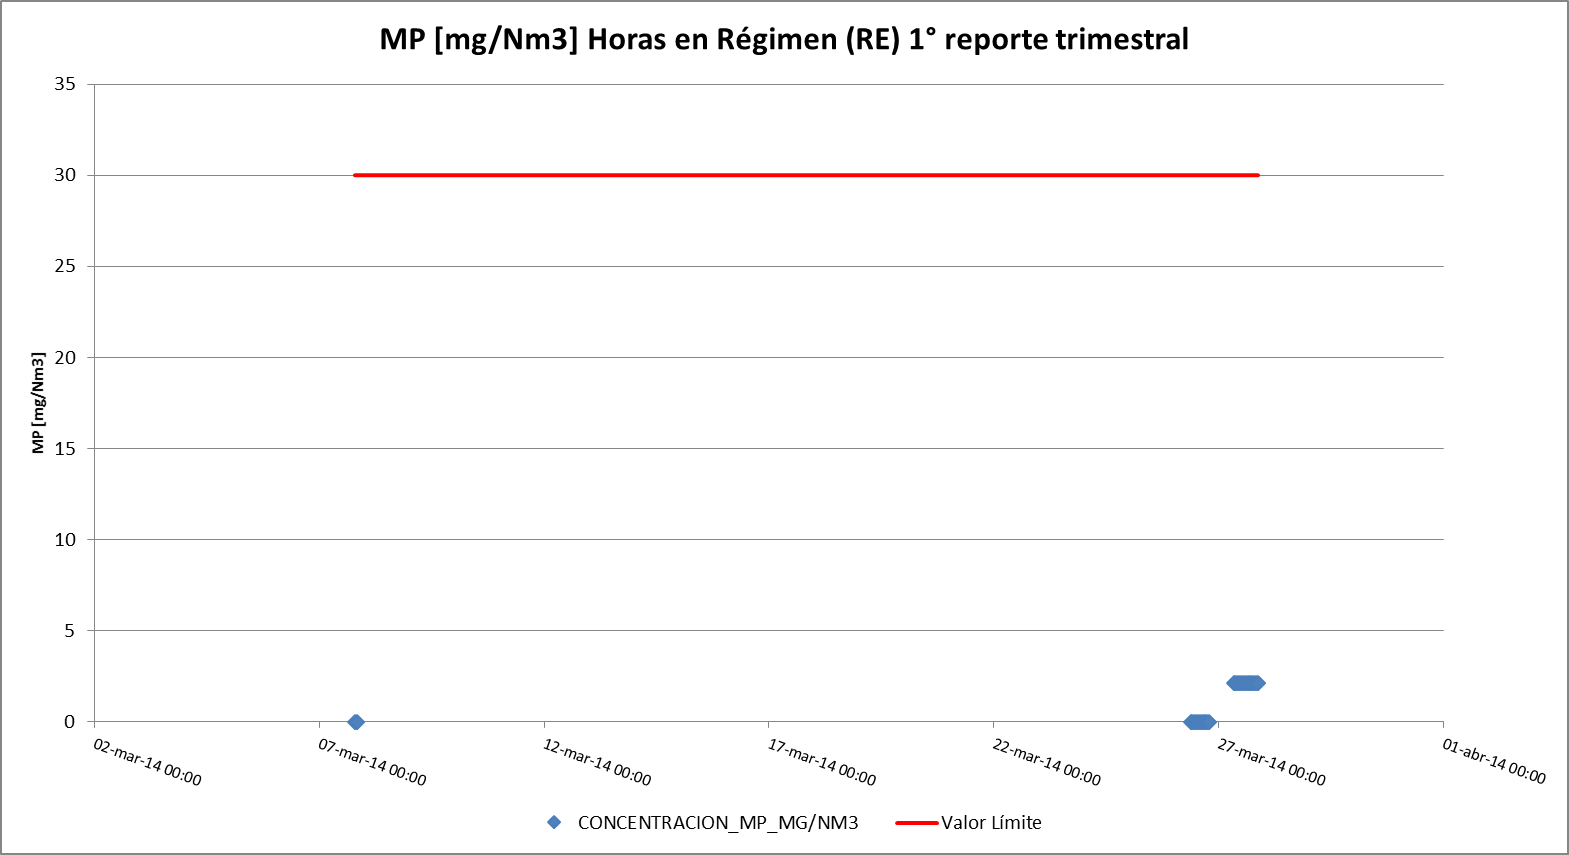 MP [mg/Nm3] Horas en Régimen (RE) 1° reporte trimestral
35
30
25
20
15
10
5
0
MP [mg/Nm3]
02-mar-14 00:00
07-mar-14 00:00
12-mar-14 00:00
17-mar-14 00:00
22-mar-14 00:00
27-mar-14 00:00
01-abr-14 00:00
CONCENTRACION_MP_MG/NM3
Valor Límite